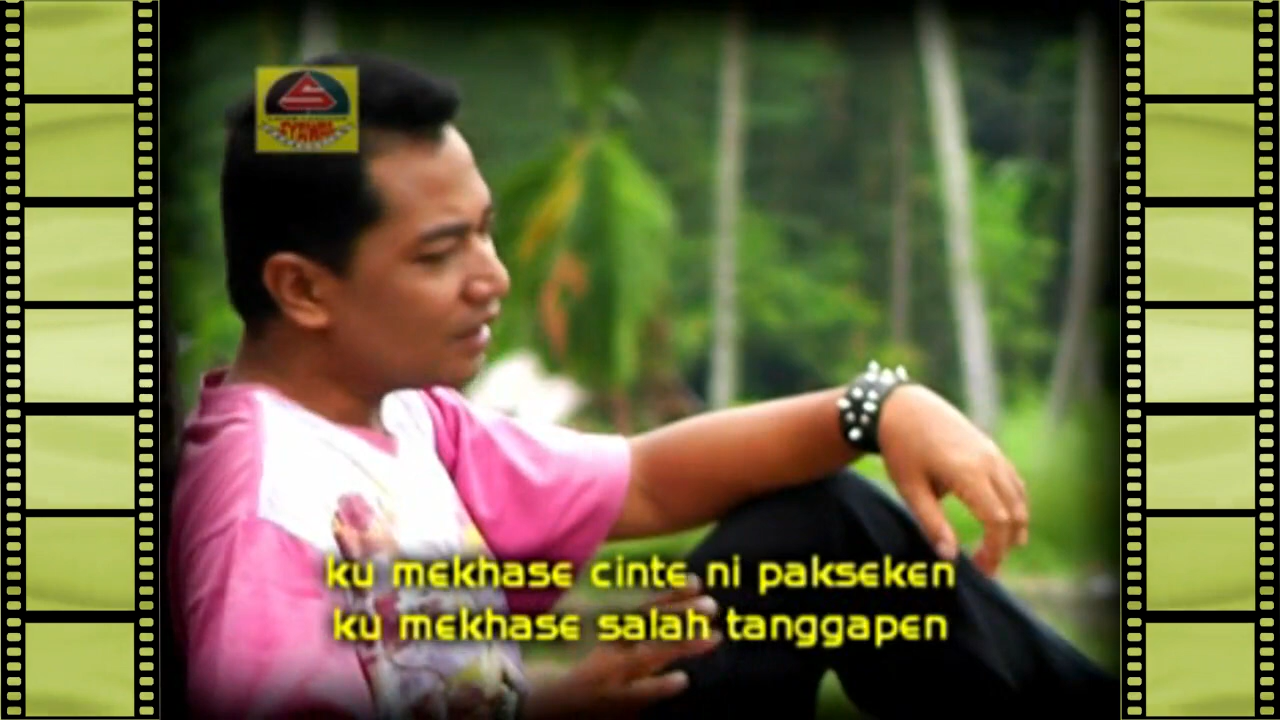 ku mekhase cinte ni pakseken
ku mekhase salah tanggapen